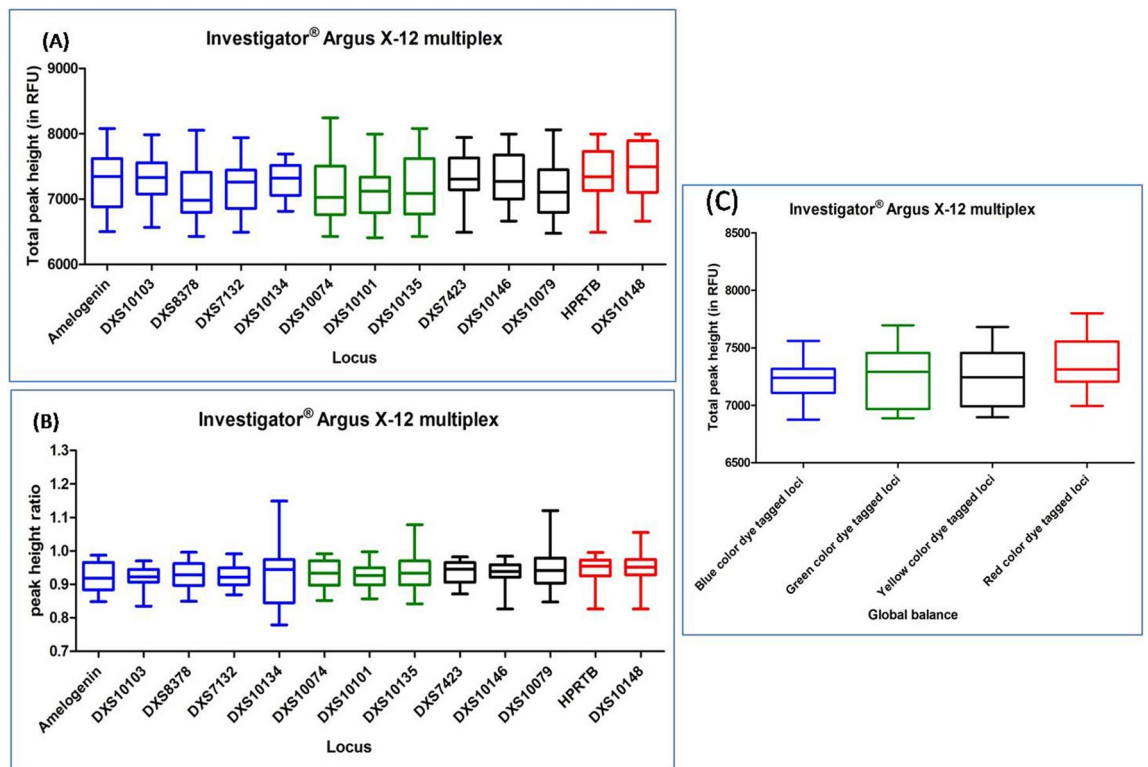 (A)
Investigator® Argus X-12 multiplex
Total peak height (in RFU)
9000
8000
7000
6000
Amelogenin
DXS10103
DXS8378
DXS7132
DXS10134
DXS10074
DXS10101
DXS10135
DXS7423
DXS10146
DXS10079
HPRTB
DXS10148
Locus
(B)
Investigator® Argus X-12 multiplex
peak height ratio
1.3
1.2
1.1
1.0
0.9
0.8
0.7
Amelogenin
DXS10103
DXS8378
DXS7132
DXS10134
DXS10074
DXS10101
DXS10135
DXS7423
DXS10146
DXS10079
HPRTB
DXS10148
Locus
(C)
Investigator® Argus X-12 multiplex
Total peak height (in RFU)
8500
8000
7500
7000
6500
Blue color dye tagged loci
Green color dye tagged loci
Yellow color dye tagged loci
Red color dye tagged loci
Global balance